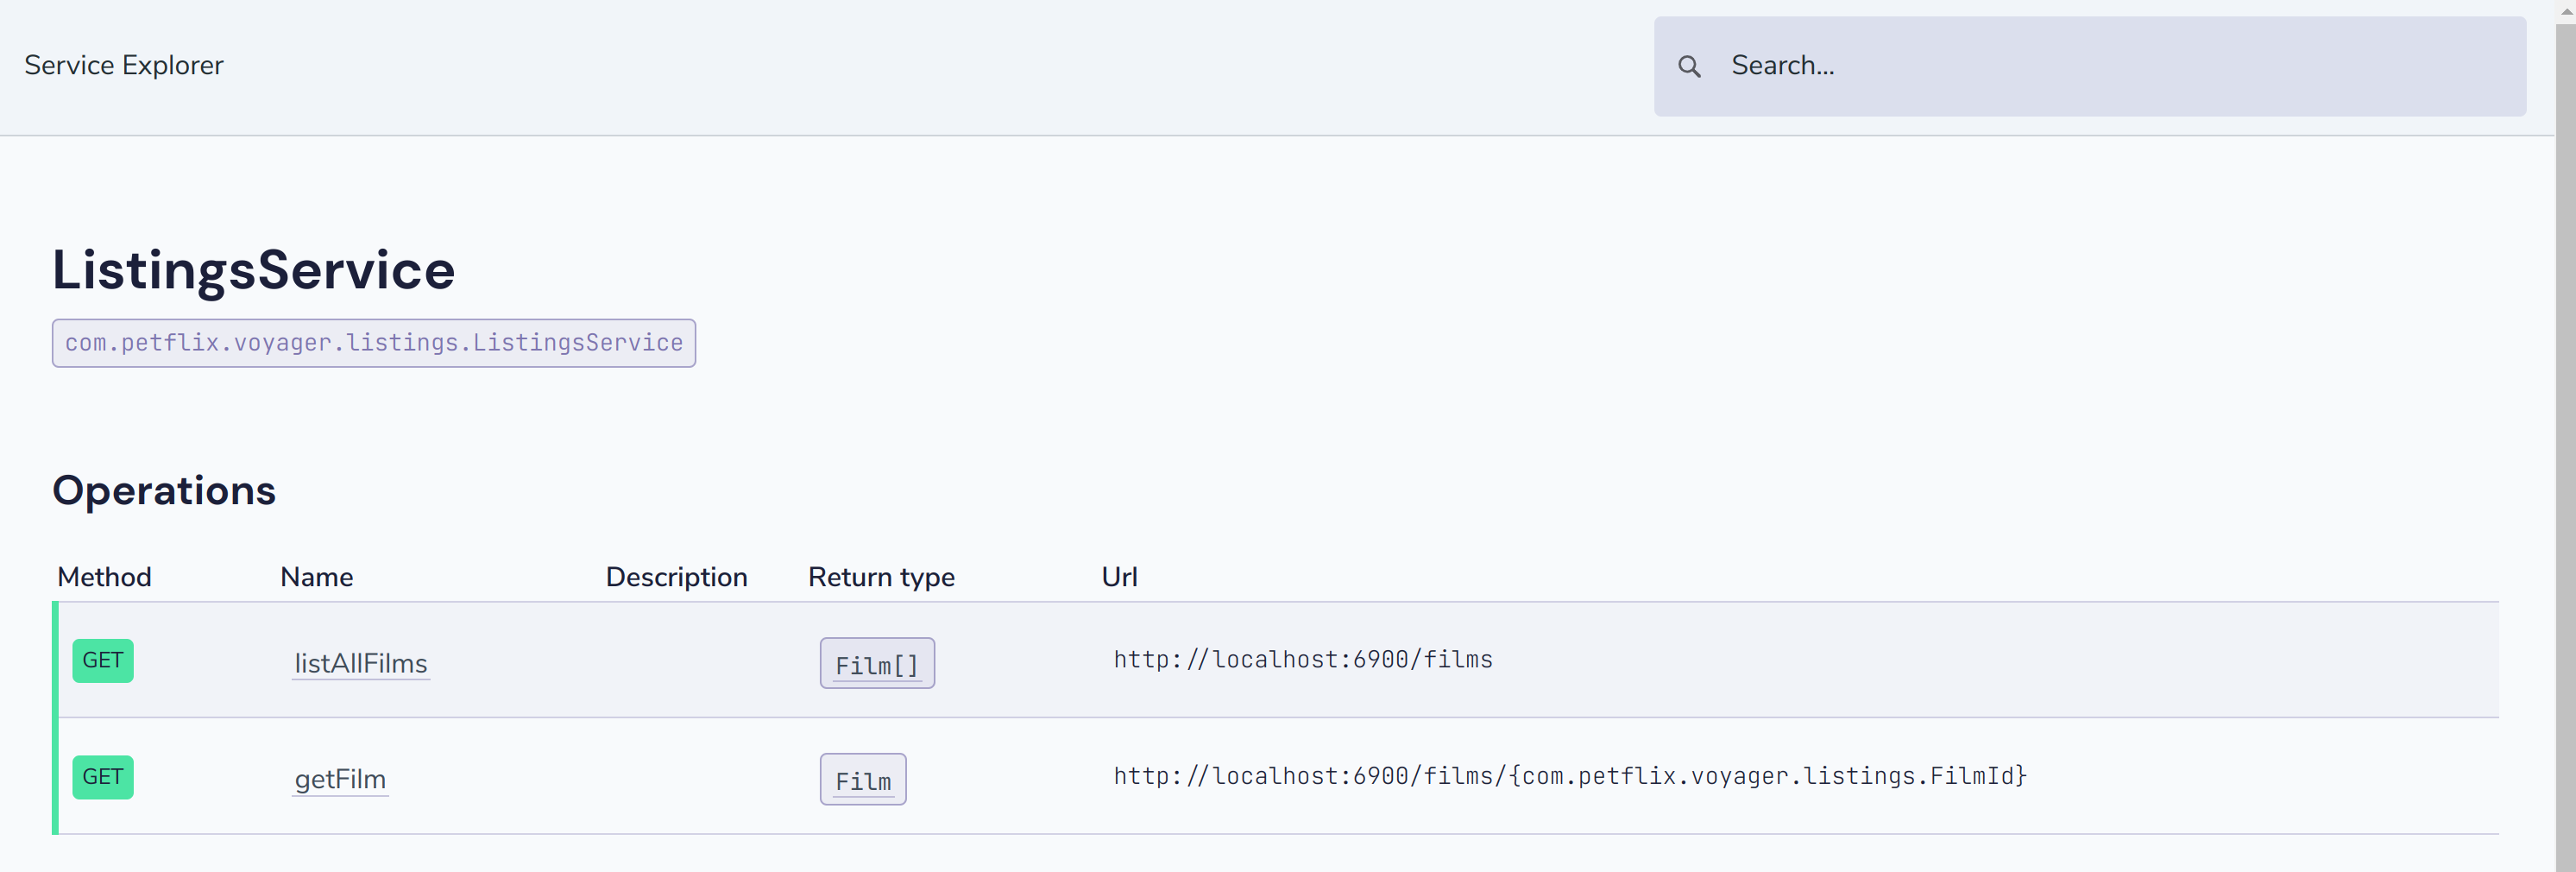 Service Explorer
Search...
ListingsService
com.petflix.voyager.listings.ListingsService
Operations
Method Name Description Return type Url
GET listAllFilms Film[] http://localhost:6900/films
GET getFilm Film http://localhost:6900/films/{com.petflix.voyager.listings.FilmId}